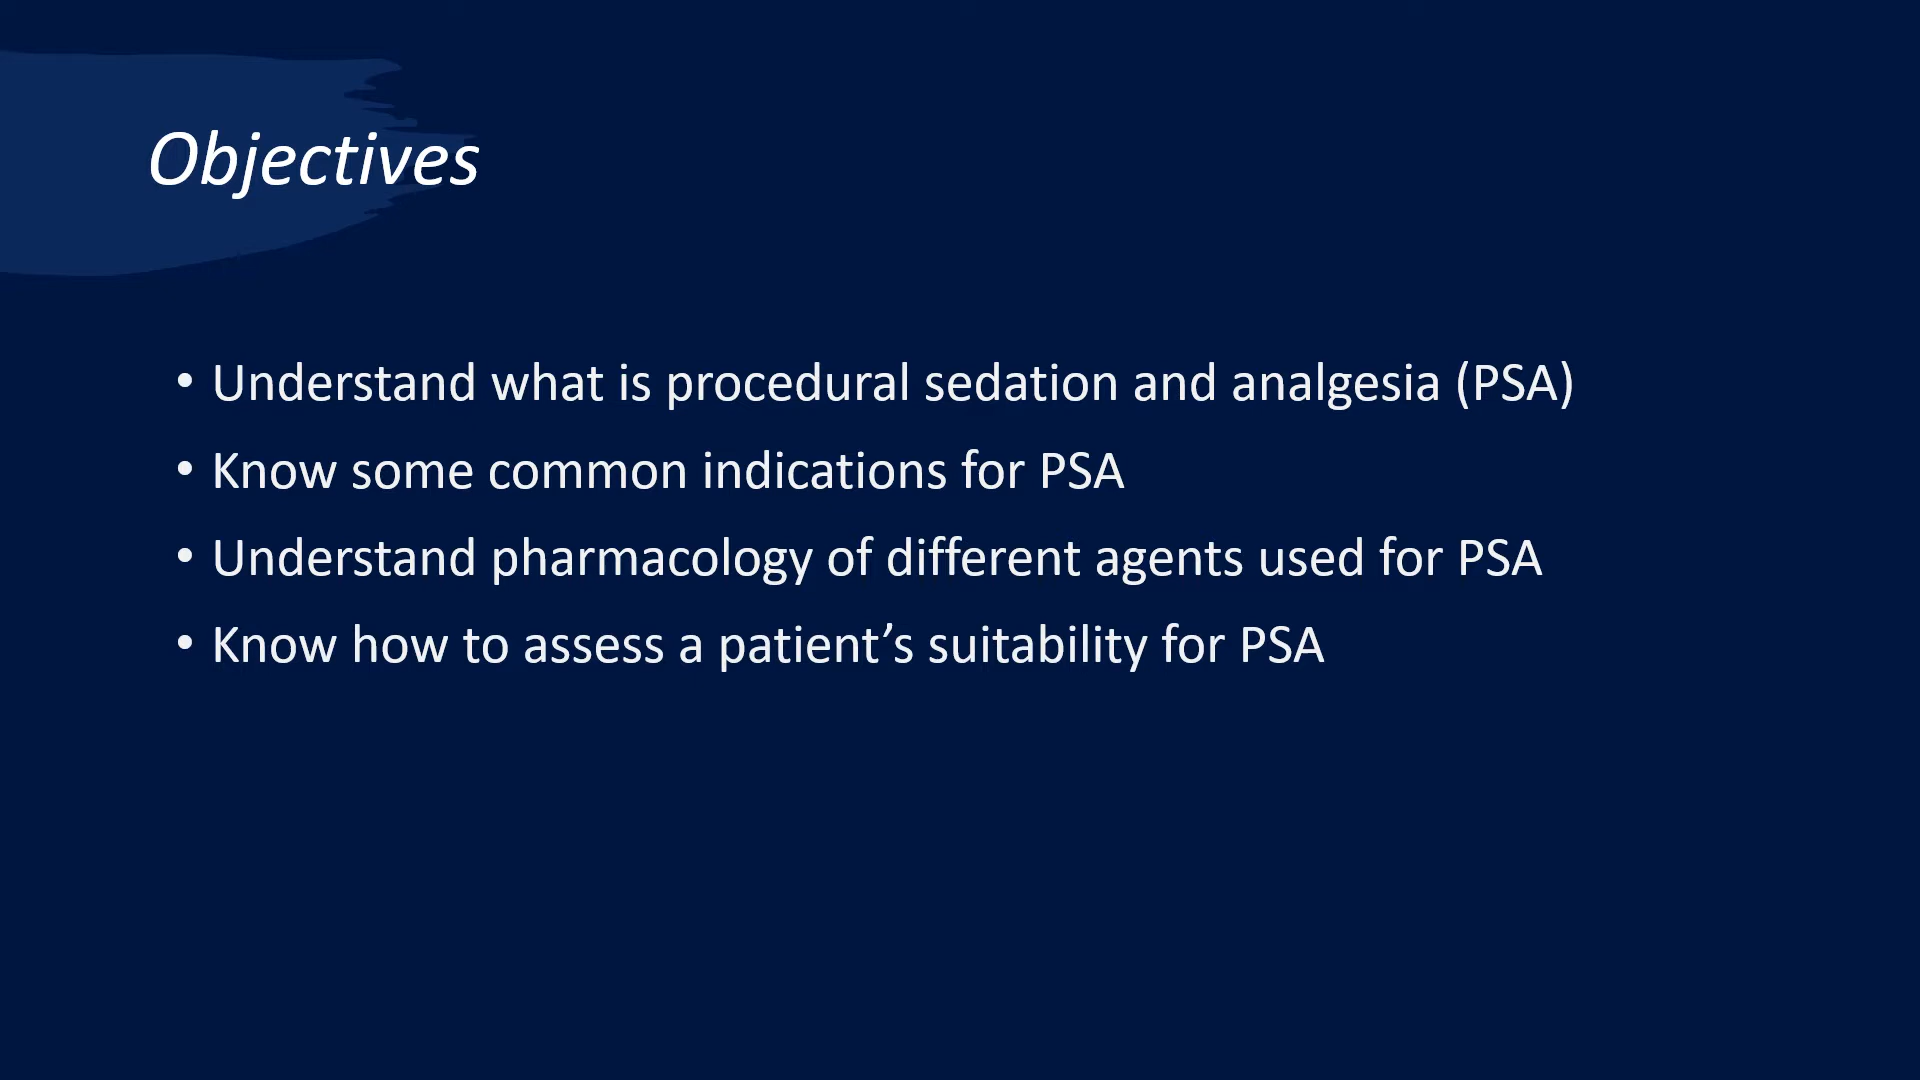 Objectives
• Understand what is procedural sedation and analgesia (PSA)
• Know some common indications for PSA
• Understand pharmacology of different agents used for PSA
• Know how to assess a patient’s suitability for PSA